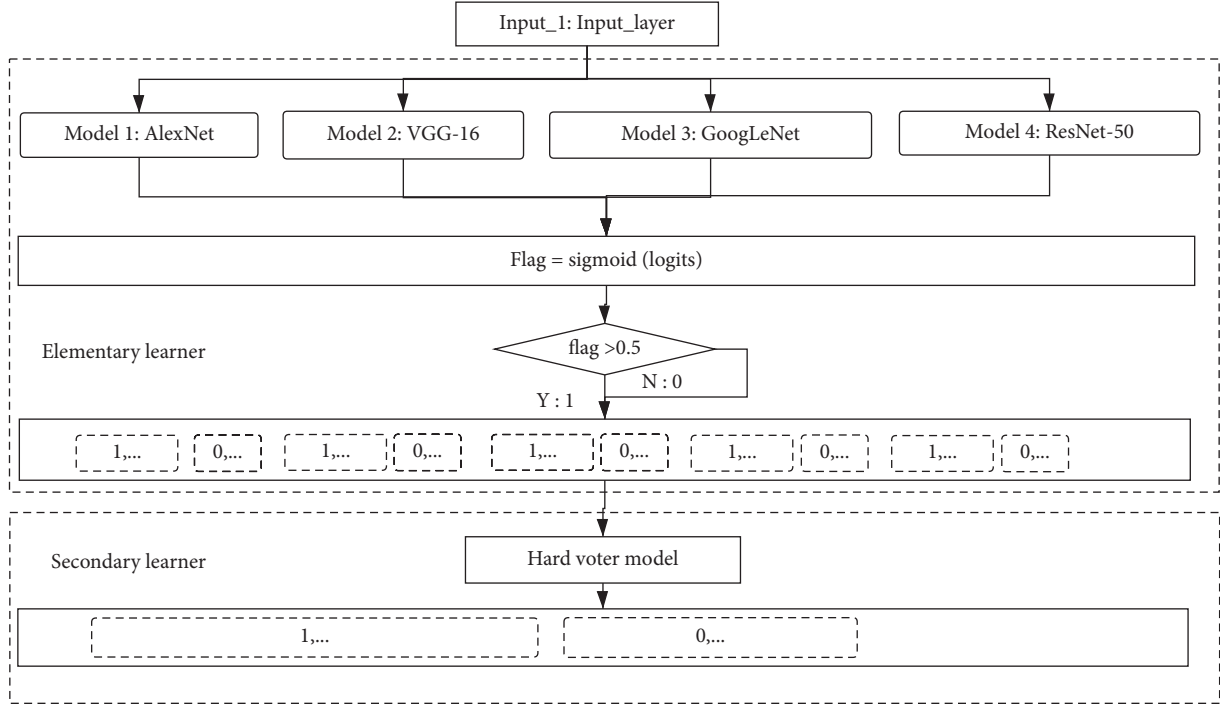 Input_1: Input_layer
Model 1: AlexNet
Model 2: VGG-16
Model 3: GoogLeNet
Model 4: ResNet-50
Flag = sigmoid (logits)
Elementary learner
flag >0.5
N : 0
Y : 1
1,... 0,... 1,... 0,... 1,... 0,... 1,... 0,... 1,... 0,...
Secondary learner
Hard voter model
1,... 0,...